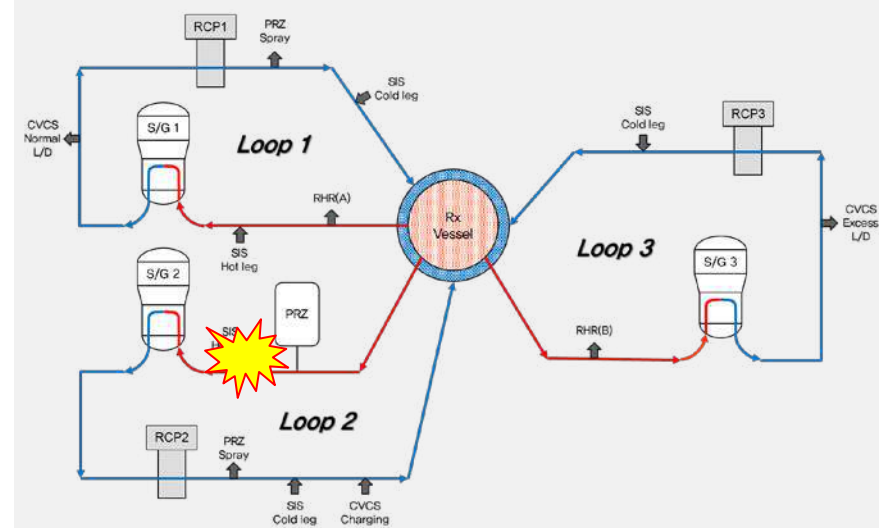 RCP1
PRZ
Spray
SIS
Cold leg
CVCS
Normal
L/D
S/G 1
Loop 1
RHR(A)
SIS
Hot leg
Rx
Vessel
SIS
Cold leg
RCP3
CVCS
Excess
L/D
Loop 3
S/G 3
RHR(B)
S/G 2
SIS
PRZ
Loop 2
RCP2
PRZ
Spray
SIS
Cold leg
CVCS
Charging